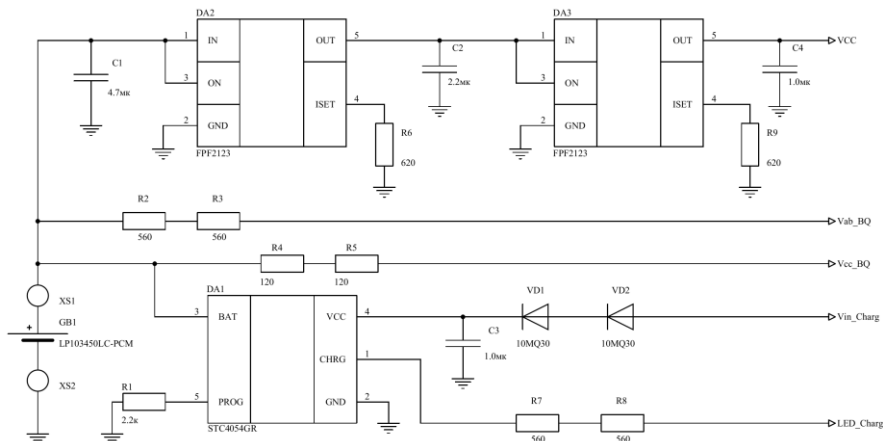 DA2
DA3
1 IN OUT 5
C2
1 IN OUT 5
C4
VCC
C1
4.7мк
3 ON
2.2мк
3 ON
1.0мк
ISET 4
ISET 4
2 GND
R6
2 GND
R9
FPF2123
620
FPF2123
620
R2 R3
Vab_BQ
560 560
R4 R5
Vcc_BQ
120 120
DA1
XS1
VD1 VD2
3 BAT VCC 4
Vin_Charg
GB1
+
C3
LP103450LC-PCM
10MQ30 10MQ30
1.0мк
CHRG 1
XS2
R1
R7 R8
5 PROG GND 2
2.2к
LED_Charg
STC4054GR
560 560